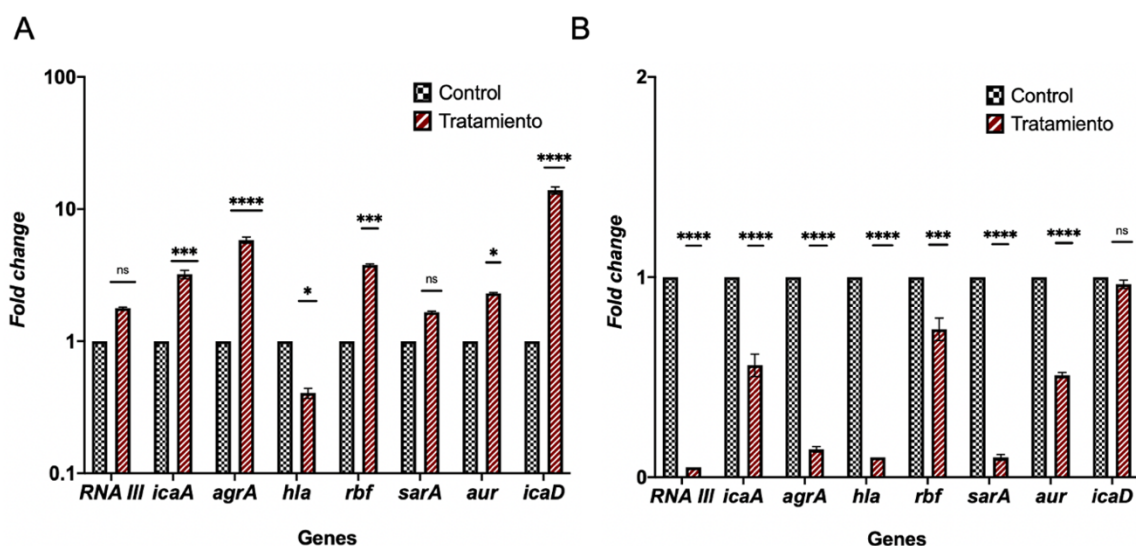 A
Fold change
100
10
1
0.1
Control
Tratamiento
ns
***
****
*
***
ns
*
****
RNA III icaA agrA hla rbf sarA aur icaD
Genes
B
Fold change
2
1
0
Control
Tratamiento
**** **** **** **** *** **** **** ns
RNA III icaA agrA hla rbf sarA aur icaD
Genes